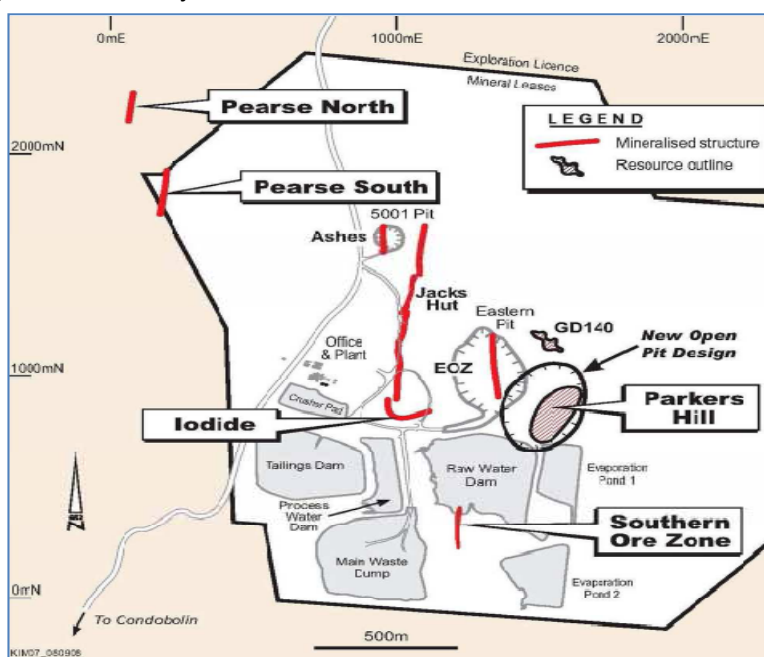 0mE
1000mE
2000mE
Exploration Licence
Mineral Leases
Pearse North
LEGEND
Mineralised structure
Resource outline
2000mN
Pearse South
5001 Pit
Ashes
Jacks
Hut
Eastern
Pit
GD140
New Open
Pit Design
Office
& Plant
1000mN
EOZ
Parkers
Hill
Crusher Pad
Iodide
Tailings Dam
Raw Water
Dam
Evaporation
Pond 1
Process
Water
Dam
Southern
Ore Zone
Main Waste
Dump
Evaporation
Pond 2
0mN
To Condobolin
500m
KIM07_080908